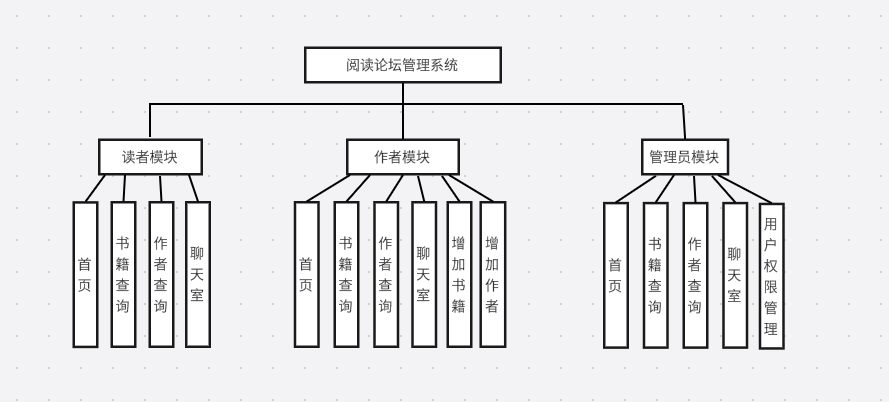 阅读论坛管理系统
读者模块
作者模块
管理员模块
首页
书籍查询
作者查询
聊天室
首页
书籍查询
作者查询
聊天室
增加书籍
增加作者
首页
书籍查询
作者查询
聊天室
用户权限管理